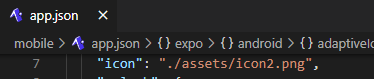 app.json
mobile > app.json > {} expo > {} android > {} adaptiveIc
7 "icon": "./assets/icon2.png",